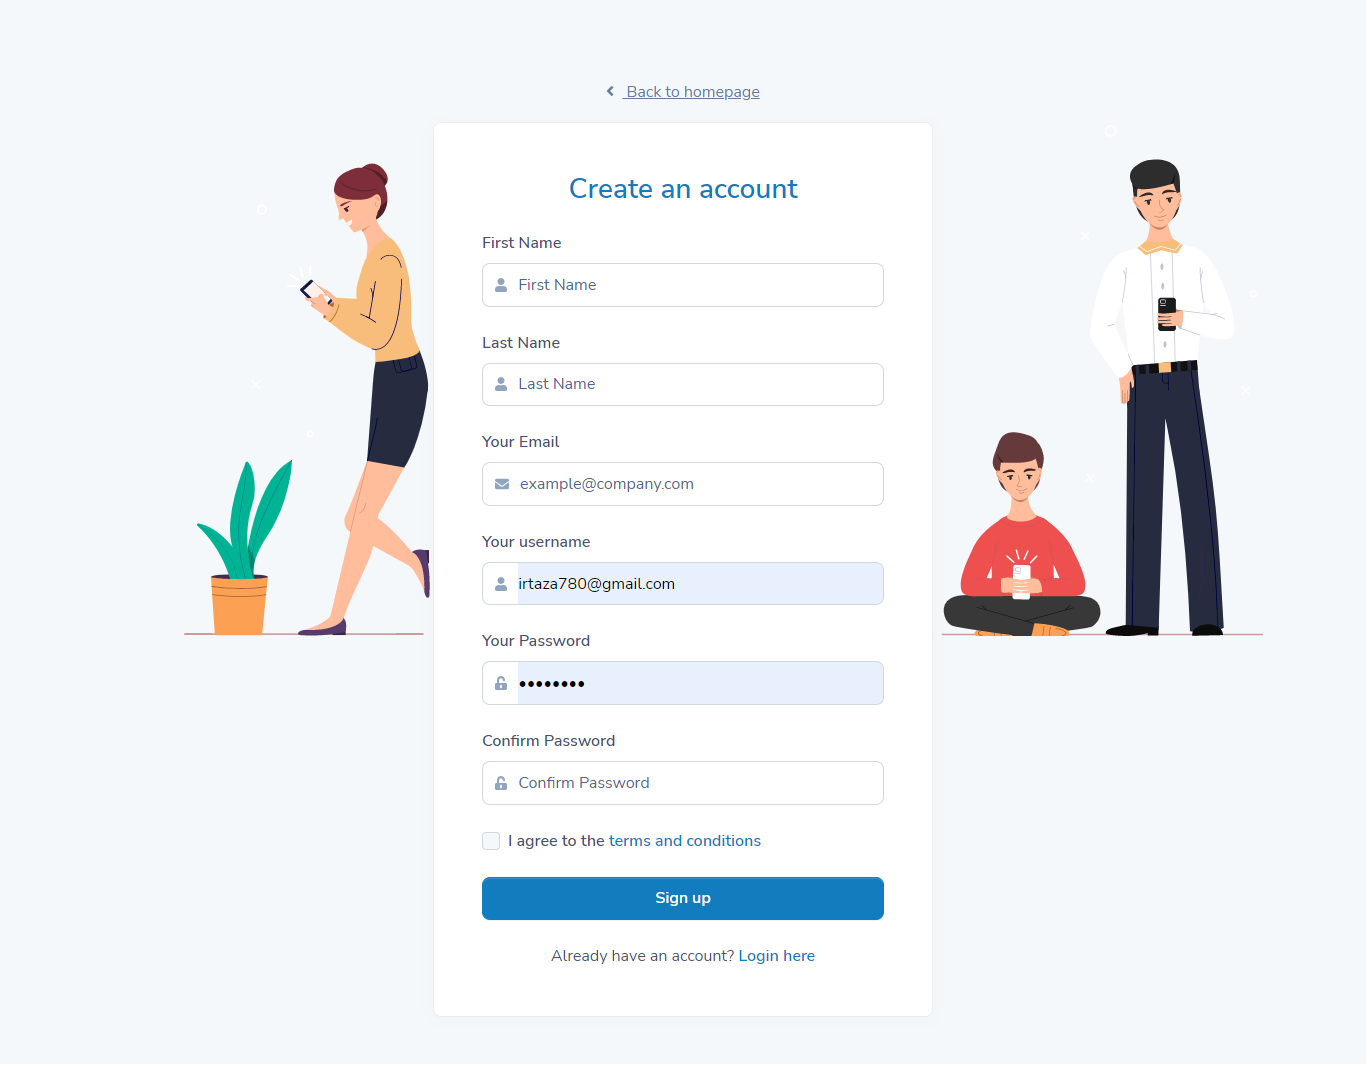 Back to homepage
Create an account
First Name
First Name
Last Name
Last Name
Your Email
example@company.com
Your username
irtaza780@gmail.com
Your Password
••••••••
Confirm Password
Confirm Password
I agree to the terms and conditions
Sign up
Already have an account? Login here